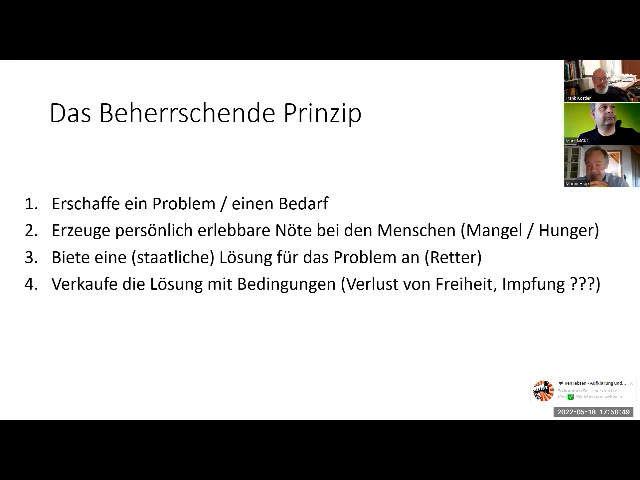 Das Beherrschende Prinzip
1. Erschaffe ein Problem / einen Bedarf
2. Erzeuge persönlich erlebbare Nöte bei den Menschen (Mangel / Hunger)
3. Biete eine (staatliche) Lösung für das Problem an (Retter)
4. Verkaufe die Lösung mit Bedingungen (Verlust von Freiheit, Impfung ???)
2022-05-18 17:50:49